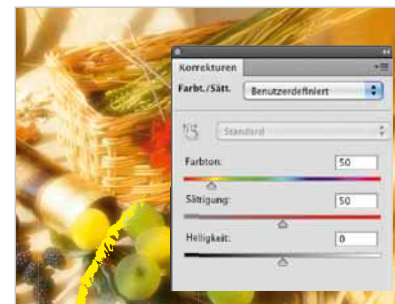 Korrekturen
Farbt./Sätt. Benutzerdefiniert
Standard
Farbton: 50
Sättigung: 50
Helligkeit: 0